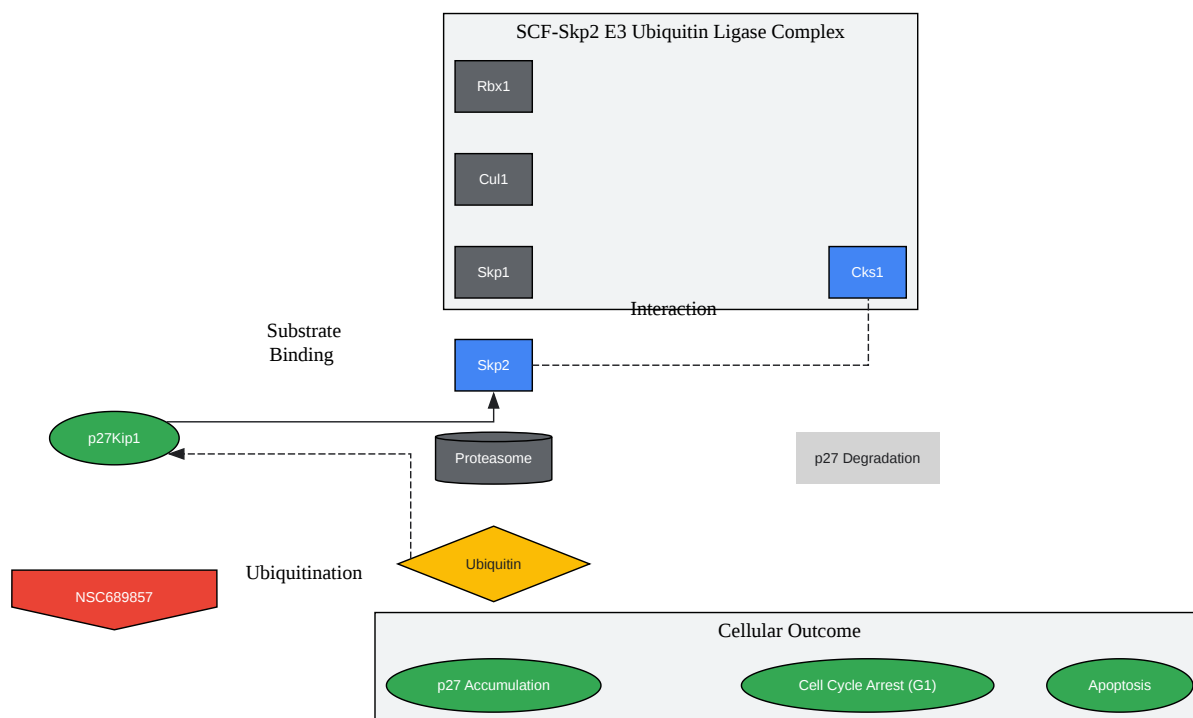 SCF-Skp2 E3 Ubiquitin Ligase Complex
Rbx1
Cul1
Skp1
Cks1
Interaction
Substrate
Binding
Skp2
p27Kip1
Proteasome
p27 Degradation
Ubiquitin
Ubiquitination
NSC689857
Cellular Outcome
p27 Accumulation
Cell Cycle Arrest (G1)
Apoptosis